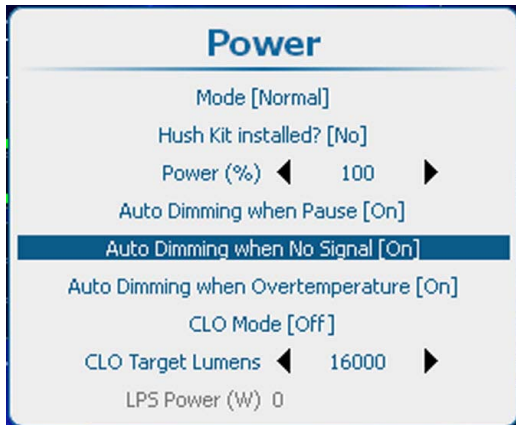 Power
Mode [Normal]
Hush Kit installed? [No]
Power (%) 100
Auto Dimming when Pause [On]
Auto Dimming when No Signal [On]
Auto Dimming when Overtemperature [On]
CLO Mode [Off]
CLO Target Lumens 16000
LPS Power (W) 0